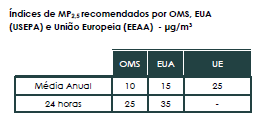 Índices de MP2,5 recomendados por OMS, EUA
(USEPA) e União Europeia (EEAA) - µg/m³
OMS EUA UE
Média Anual 10 15 25
24 horas 25 35 -